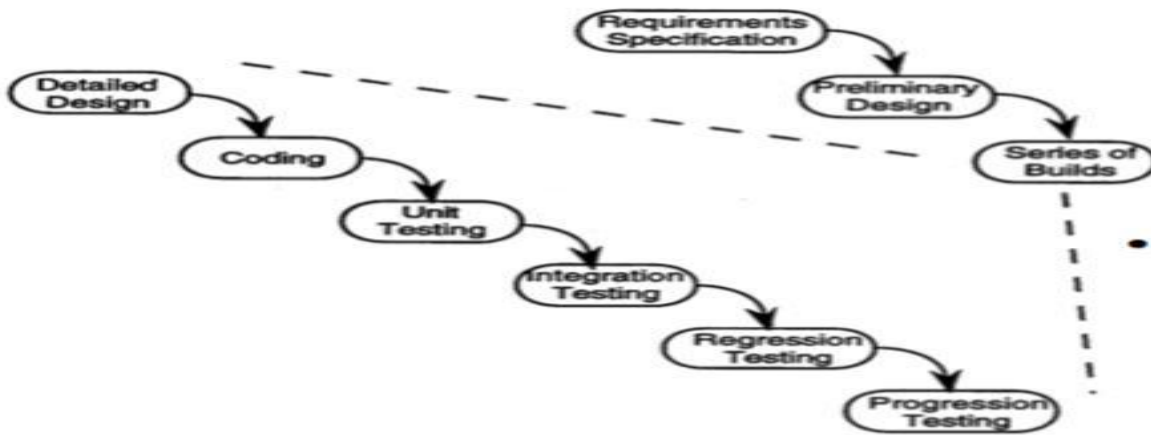 Requirements
Specification
Preliminary
Design
Series of
Builds
Detailed
Design
Coding
Unit
Testing
Integration
Testing
Regression
Testing
Progression
Testing